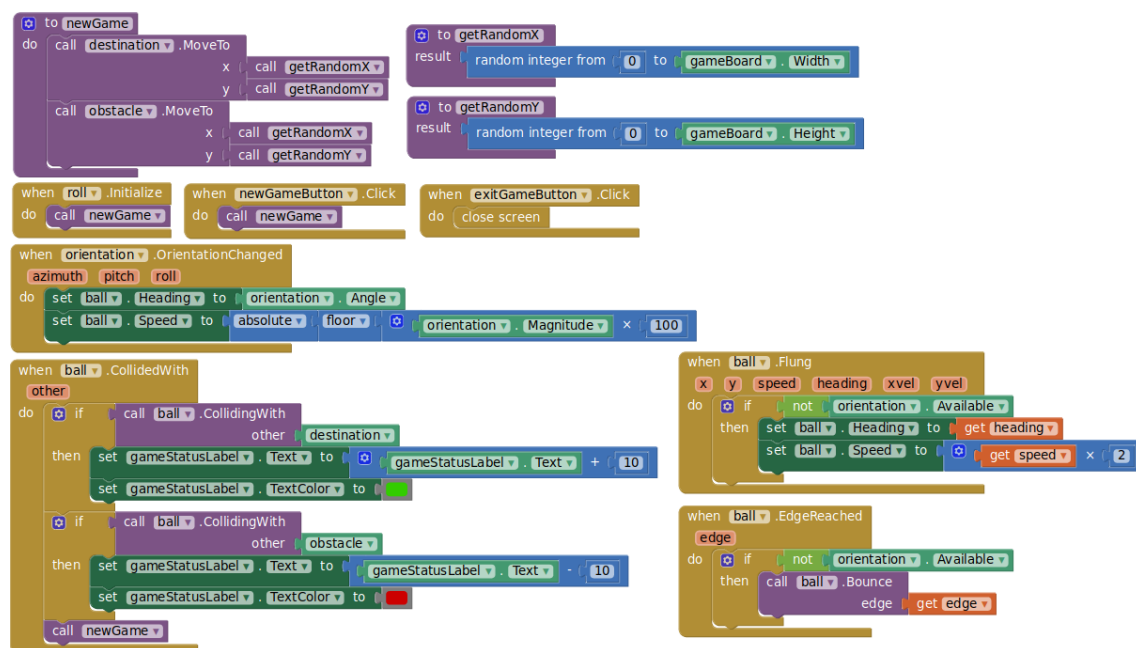 to newGame
do call destination .MoveTo
x call getRandomX
y call getRandomY
call obstacle .MoveTo
x call getRandomX
y call getRandomY
to getRandomX
result random integer from 0 to gameBoard . Width
to getRandomY
result random integer from 0 to gameBoard . Height
when roll .Initialize
do call newGame
when newGameButton .Click
do call newGame
when exitGameButton .Click
do close screen
when orientation .OrientationChanged
azimuth pitch roll
do set ball . Heading to orientation . Angle
set ball . Speed to absolute floor orientation . Magnitude × 100
when ball .CollidedWith
other
do if call ball .CollidingWith
other destination
then set gameStatusLabel . Text to gameStatusLabel . Text + 10
set gameStatusLabel . TextColor to
if call ball .CollidingWith
other obstacle
then set gameStatusLabel . Text to gameStatusLabel . Text - 10
set gameStatusLabel . TextColor to
call newGame
when ball .Flung
x y speed heading xvel yvel
do if not orientation . Available
then set ball . Heading to get heading
set ball . Speed to get speed × 2
when ball .EdgeReached
edge
do if not orientation . Available
then call ball .Bounce
edge get edge